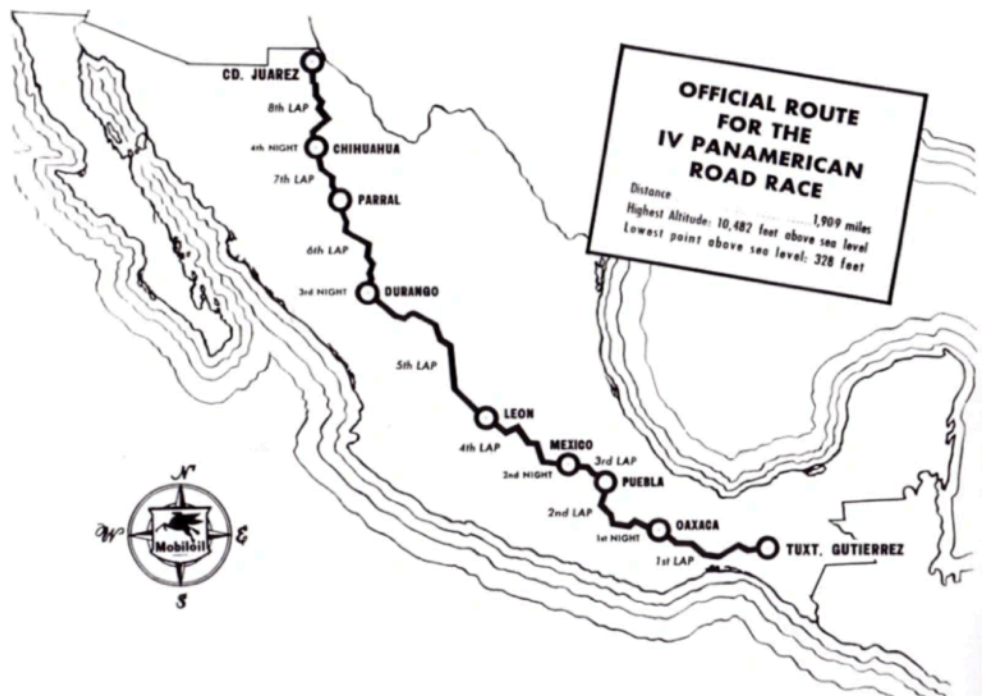 OFFICIAL ROUTE
FOR THE
IV PANAMERICAN
ROAD RACE
Distance ............ 1,909 miles
Highest Altitude: 10,482 feet above sea level
Lowest point above sea level: 328 feet
CD. JUAREZ
8th LAP
4th NIGHT
CHIHUAHUA
7th LAP
PARRAL
6th LAP
3rd NIGHT
DURANGO
5th LAP
LEON
4th LAP
MEXICO
2nd NIGHT
3rd LAP
PUEBLA
2nd LAP
OAXACA
1st NIGHT
1st LAP
TUXT. GUTIERREZ
N
W
E
Mobiloil
S